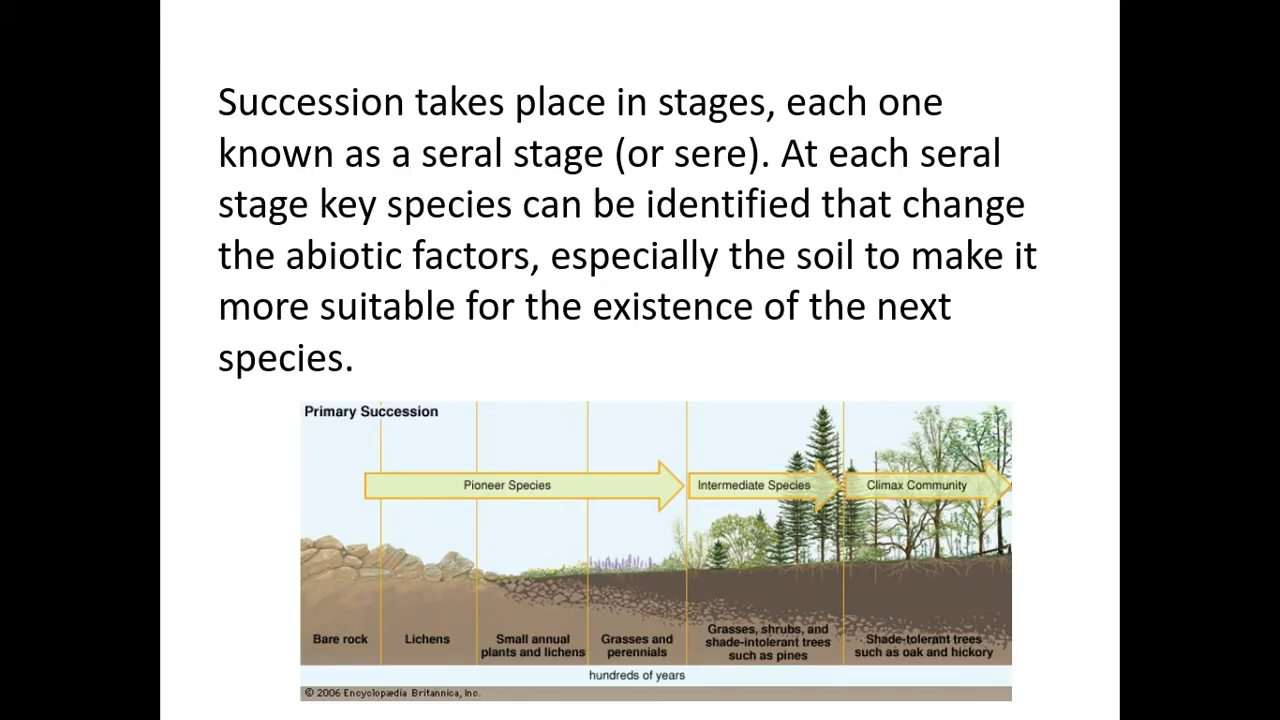 Succession takes place in stages, each one
known as a seral stage (or sere). At each seral
stage key species can be identified that change
the abiotic factors, especially the soil to make it
more suitable for the existence of the next
species.
Primary Succession
Pioneer Species
Intermediate Species
Climax Community
Bare rock
Lichens
Small annual
plants and lichens
Grasses and
perennials
Grasses, shrubs, and
shade-intolerant trees
such as pines
Shade-tolerant trees
such as oak and hickory
hundreds of years
© 2006 Encyclopædia Britannica, Inc.